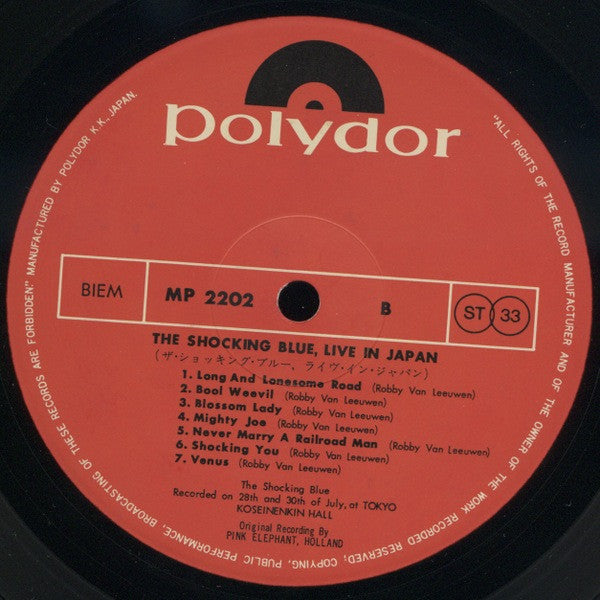 polydor
BIEM
MP 2202
B
ST 33
THE SHOCKING BLUE, LIVE IN JAPAN
(ザ・ショッキング・ブルー、ライヴ・イン・ジャパン)
1. Long And Lonesome Road (Robby Van Leeuwen)
2. Bool Weevil (Robby Van Leeuwen)
3. Blossom Lady (Robby Van Leeuwen)
4. Mighty Joe (Robby Van Leeuwen)
5. Never Marry A Railroad Man (Robby Van Leeuwen)
6. Shocking You (Robby Van Leeuwen)
7. Venus (Robby Van Leeuwen)
The Shocking Blue
Recorded on 28th and 30th of July, at TOKYO
KOSEINENKIN HALL
Original Recording By
PINK ELEPHANT, HOLLAND
"ALL RIGHTS OF THE RECORD MANUFACTURER AND OF THE OWNER OF THE WORK RECORDED RESERVED; COPYING, PUBLIC PERFORMANCE, BROADCASTING OF THESE RECORDS ARE FORBIDDEN" MANUFACTURED BY POLYDOR K.K., JAPAN.